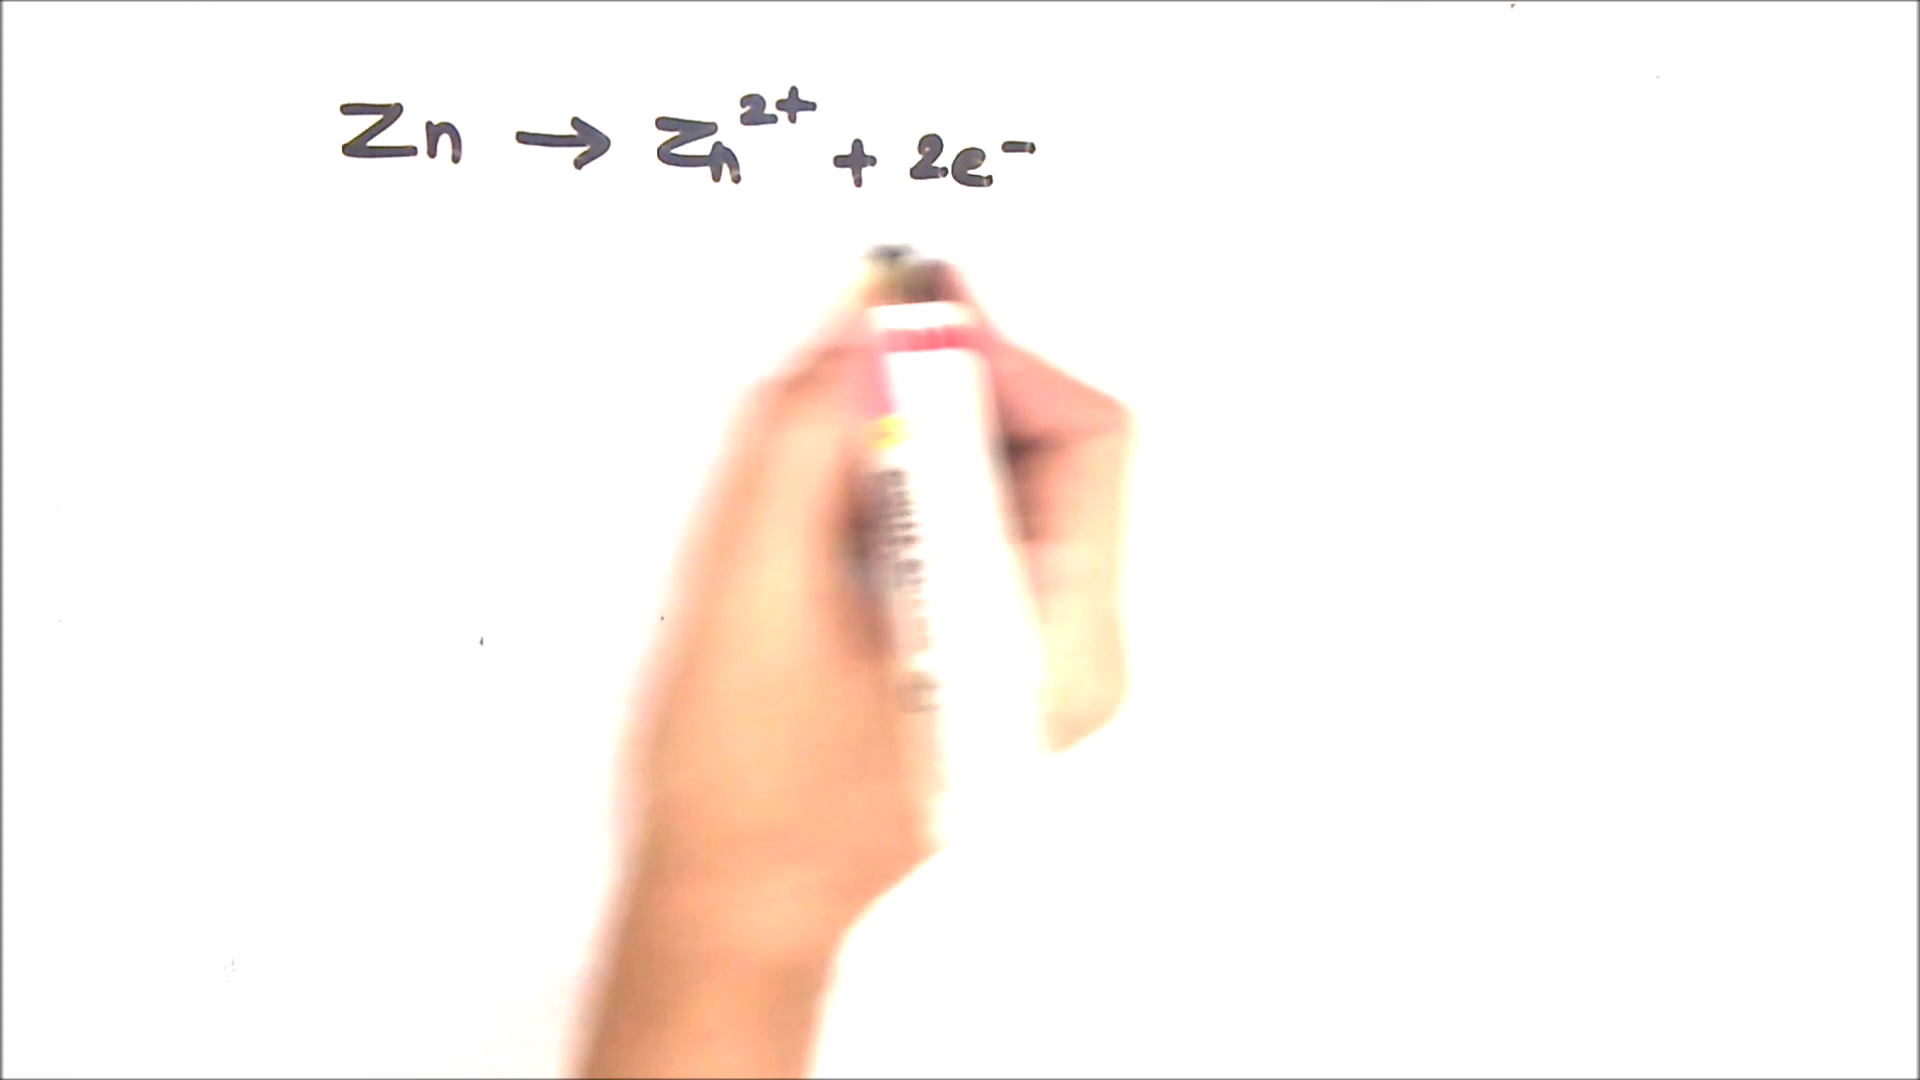 Zn → Zn²⁺ + 2e⁻